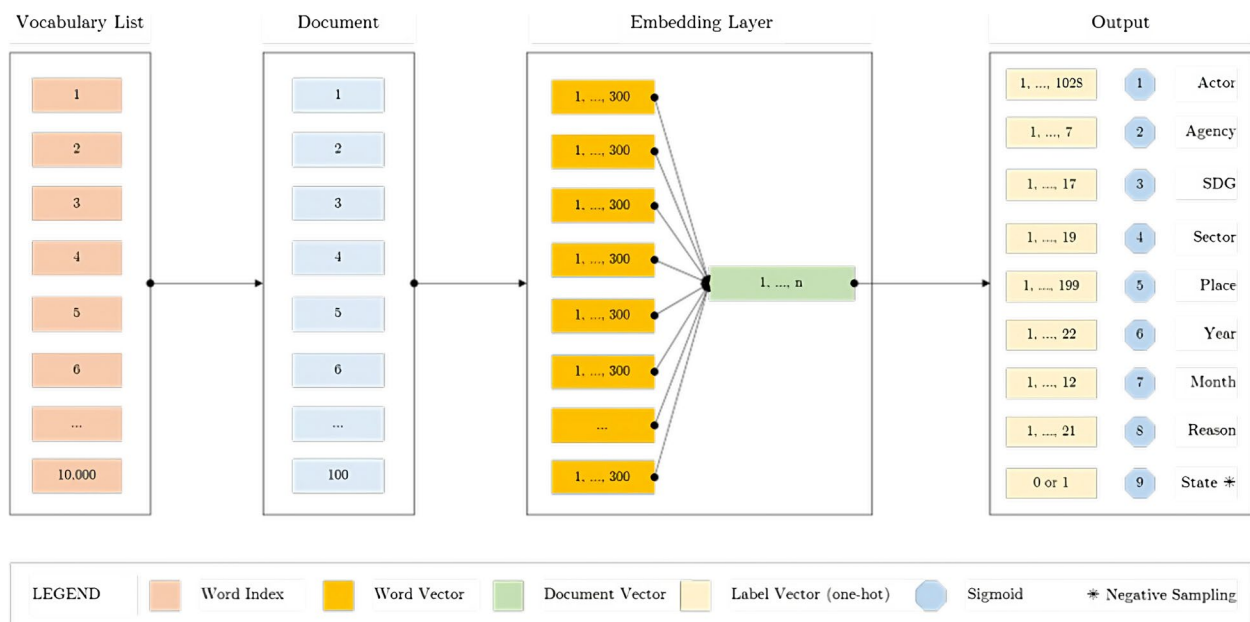 Vocabulary List
Document
Embedding Layer
Output
1
2
3
4
5
6
...
10,000
1
2
3
4
5
6
...
100
1, ..., 300
1, ..., 300
1, ..., 300
1, ..., 300
1, ..., 300
1, ..., 300
...
1, ..., 300
1, ..., n
1, ..., 1028 1 Actor
1, ..., 7 2 Agency
1, ..., 17 3 SDG
1, ..., 19 4 Sector
1, ..., 199 5 Place
1, ..., 22 6 Year
1, ..., 12 7 Month
1, ..., 21 8 Reason
0 or 1 9 State ✳
LEGEND Word Index Word Vector Document Vector Label Vector (one-hot) Sigmoid ✳ Negative Sampling